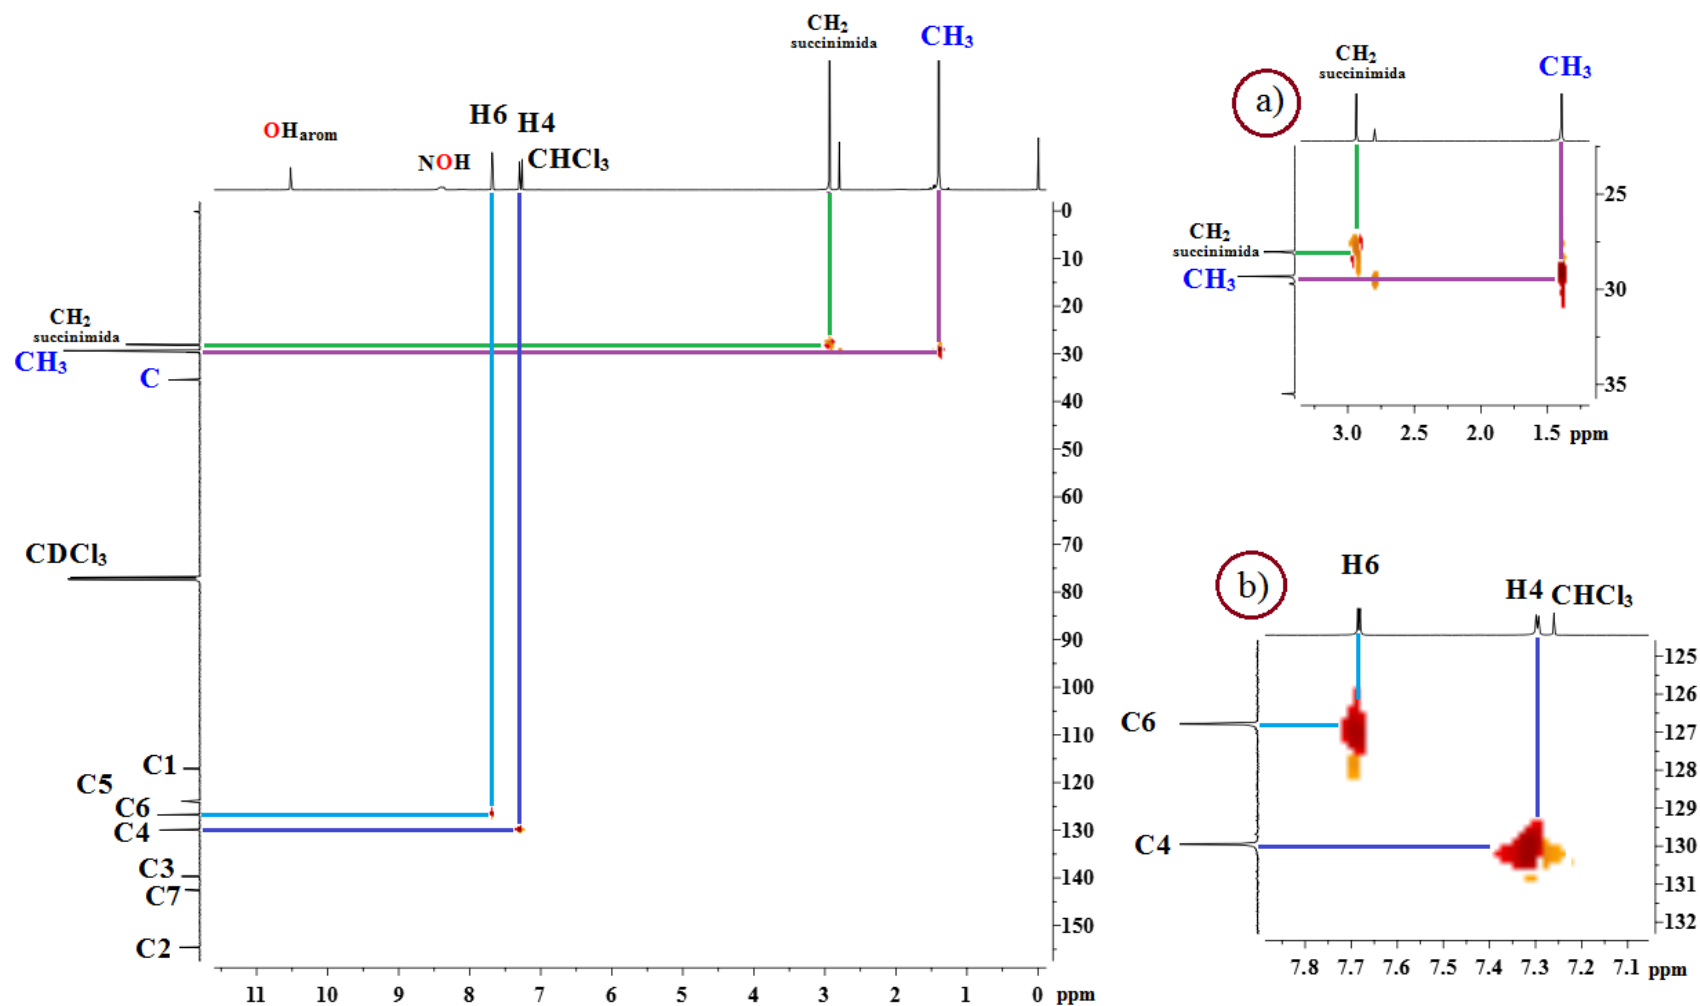 CH2
succinimida
CH3
H6
H4
OHarom
NOH
CHCl3
0
10
20
30
40
50
60
70
80
90
100
110
120
130
140
150
CH2
succinimida
CH3
C
CDCl3
C1
C5
C6
C4
C3
C7
C2
11 10 9 8 7 6 5 4 3 2 1 0 ppm
a)
CH2
succinimida
CH3
25
30
35
CH2
succinimida
CH3
3.0 2.5 2.0 1.5 ppm
b)
H6
H4 CHCl3
125
126
127
128
129
130
131
132
C6
C4
7.8 7.7 7.6 7.5 7.4 7.3 7.2 7.1 ppm